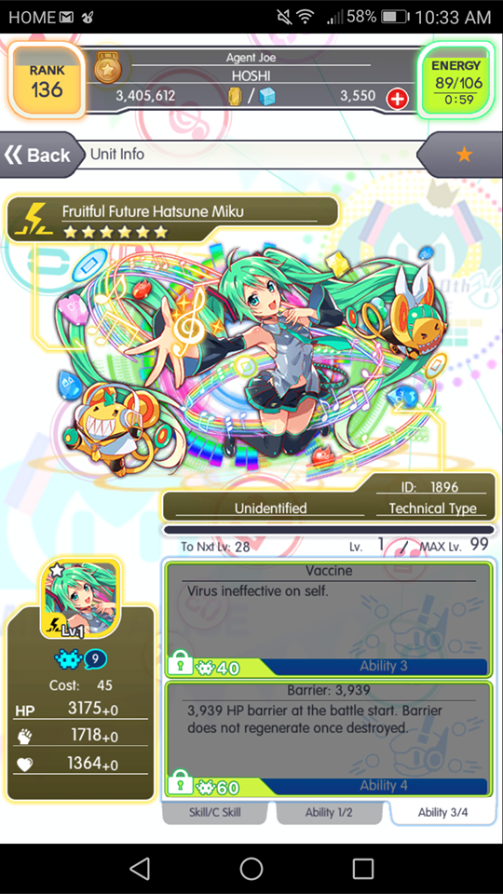 HOME 58% 10:33 AM
RANK
136
Agent Joe
HOSHI
3,405,612 / 3,550
ENERGY
89/106
0:59
Back
Unit Info
Fruitful Future Hatsune Miku
ID: 1896
Unidentified
Technical Type
To Nxt Lv: 28 Lv. 1 / MAX Lv. 99
Lv.1
9
Cost: 45
HP 3175+0
1718+0
1364+0
Vaccine
Virus ineffective on self.
40
Ability 3
Barrier: 3,939
3,939 HP barrier at the battle start. Barrier
does not regenerate once destroyed.
60
Ability 4
Skill/C Skill
Ability 1/2
Ability 3/4